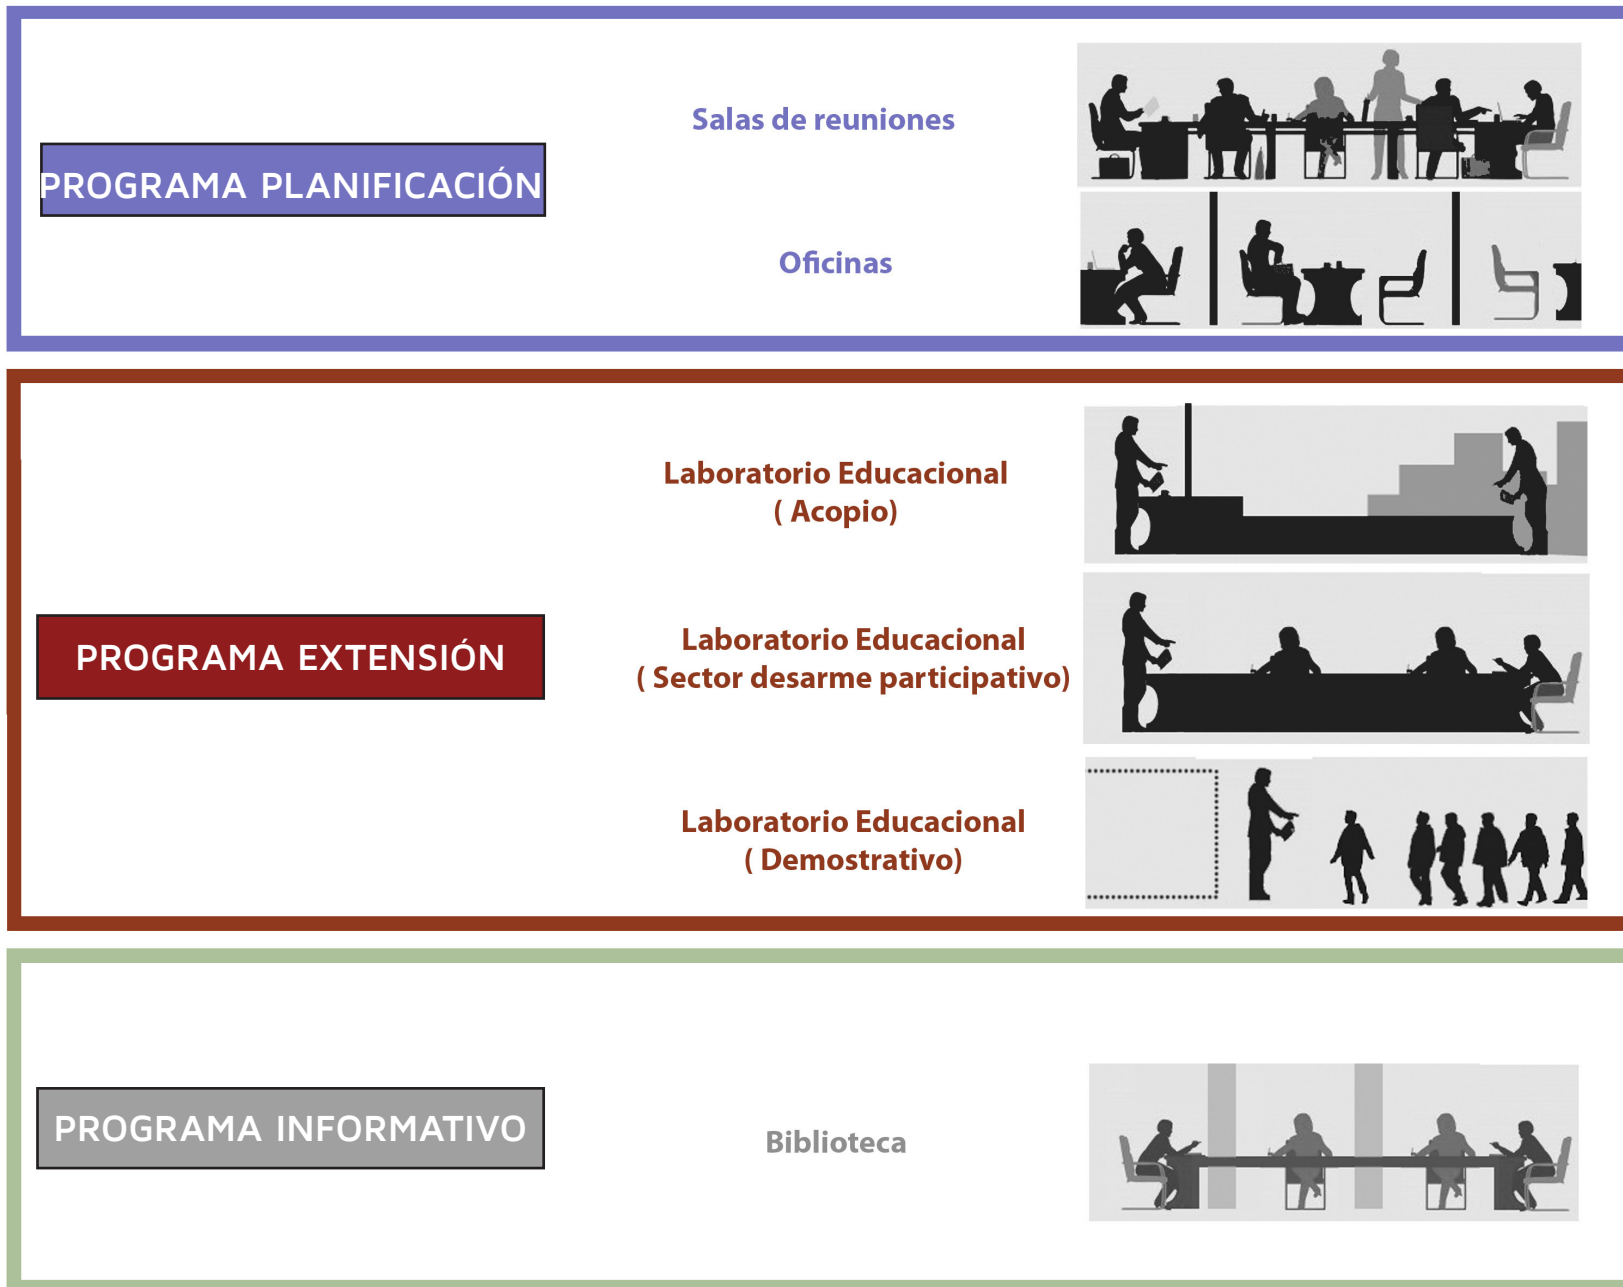 PROGRAMA PLANIFICACIÓN
Salas de reuniones
Oficinas
PROGRAMA EXTENSIÓN
Laboratorio Educacional
( Acopio)
Laboratorio Educacional
( Sector desarme participativo)
Laboratorio Educacional
( Demostrativo)
PROGRAMA INFORMATIVO
Biblioteca